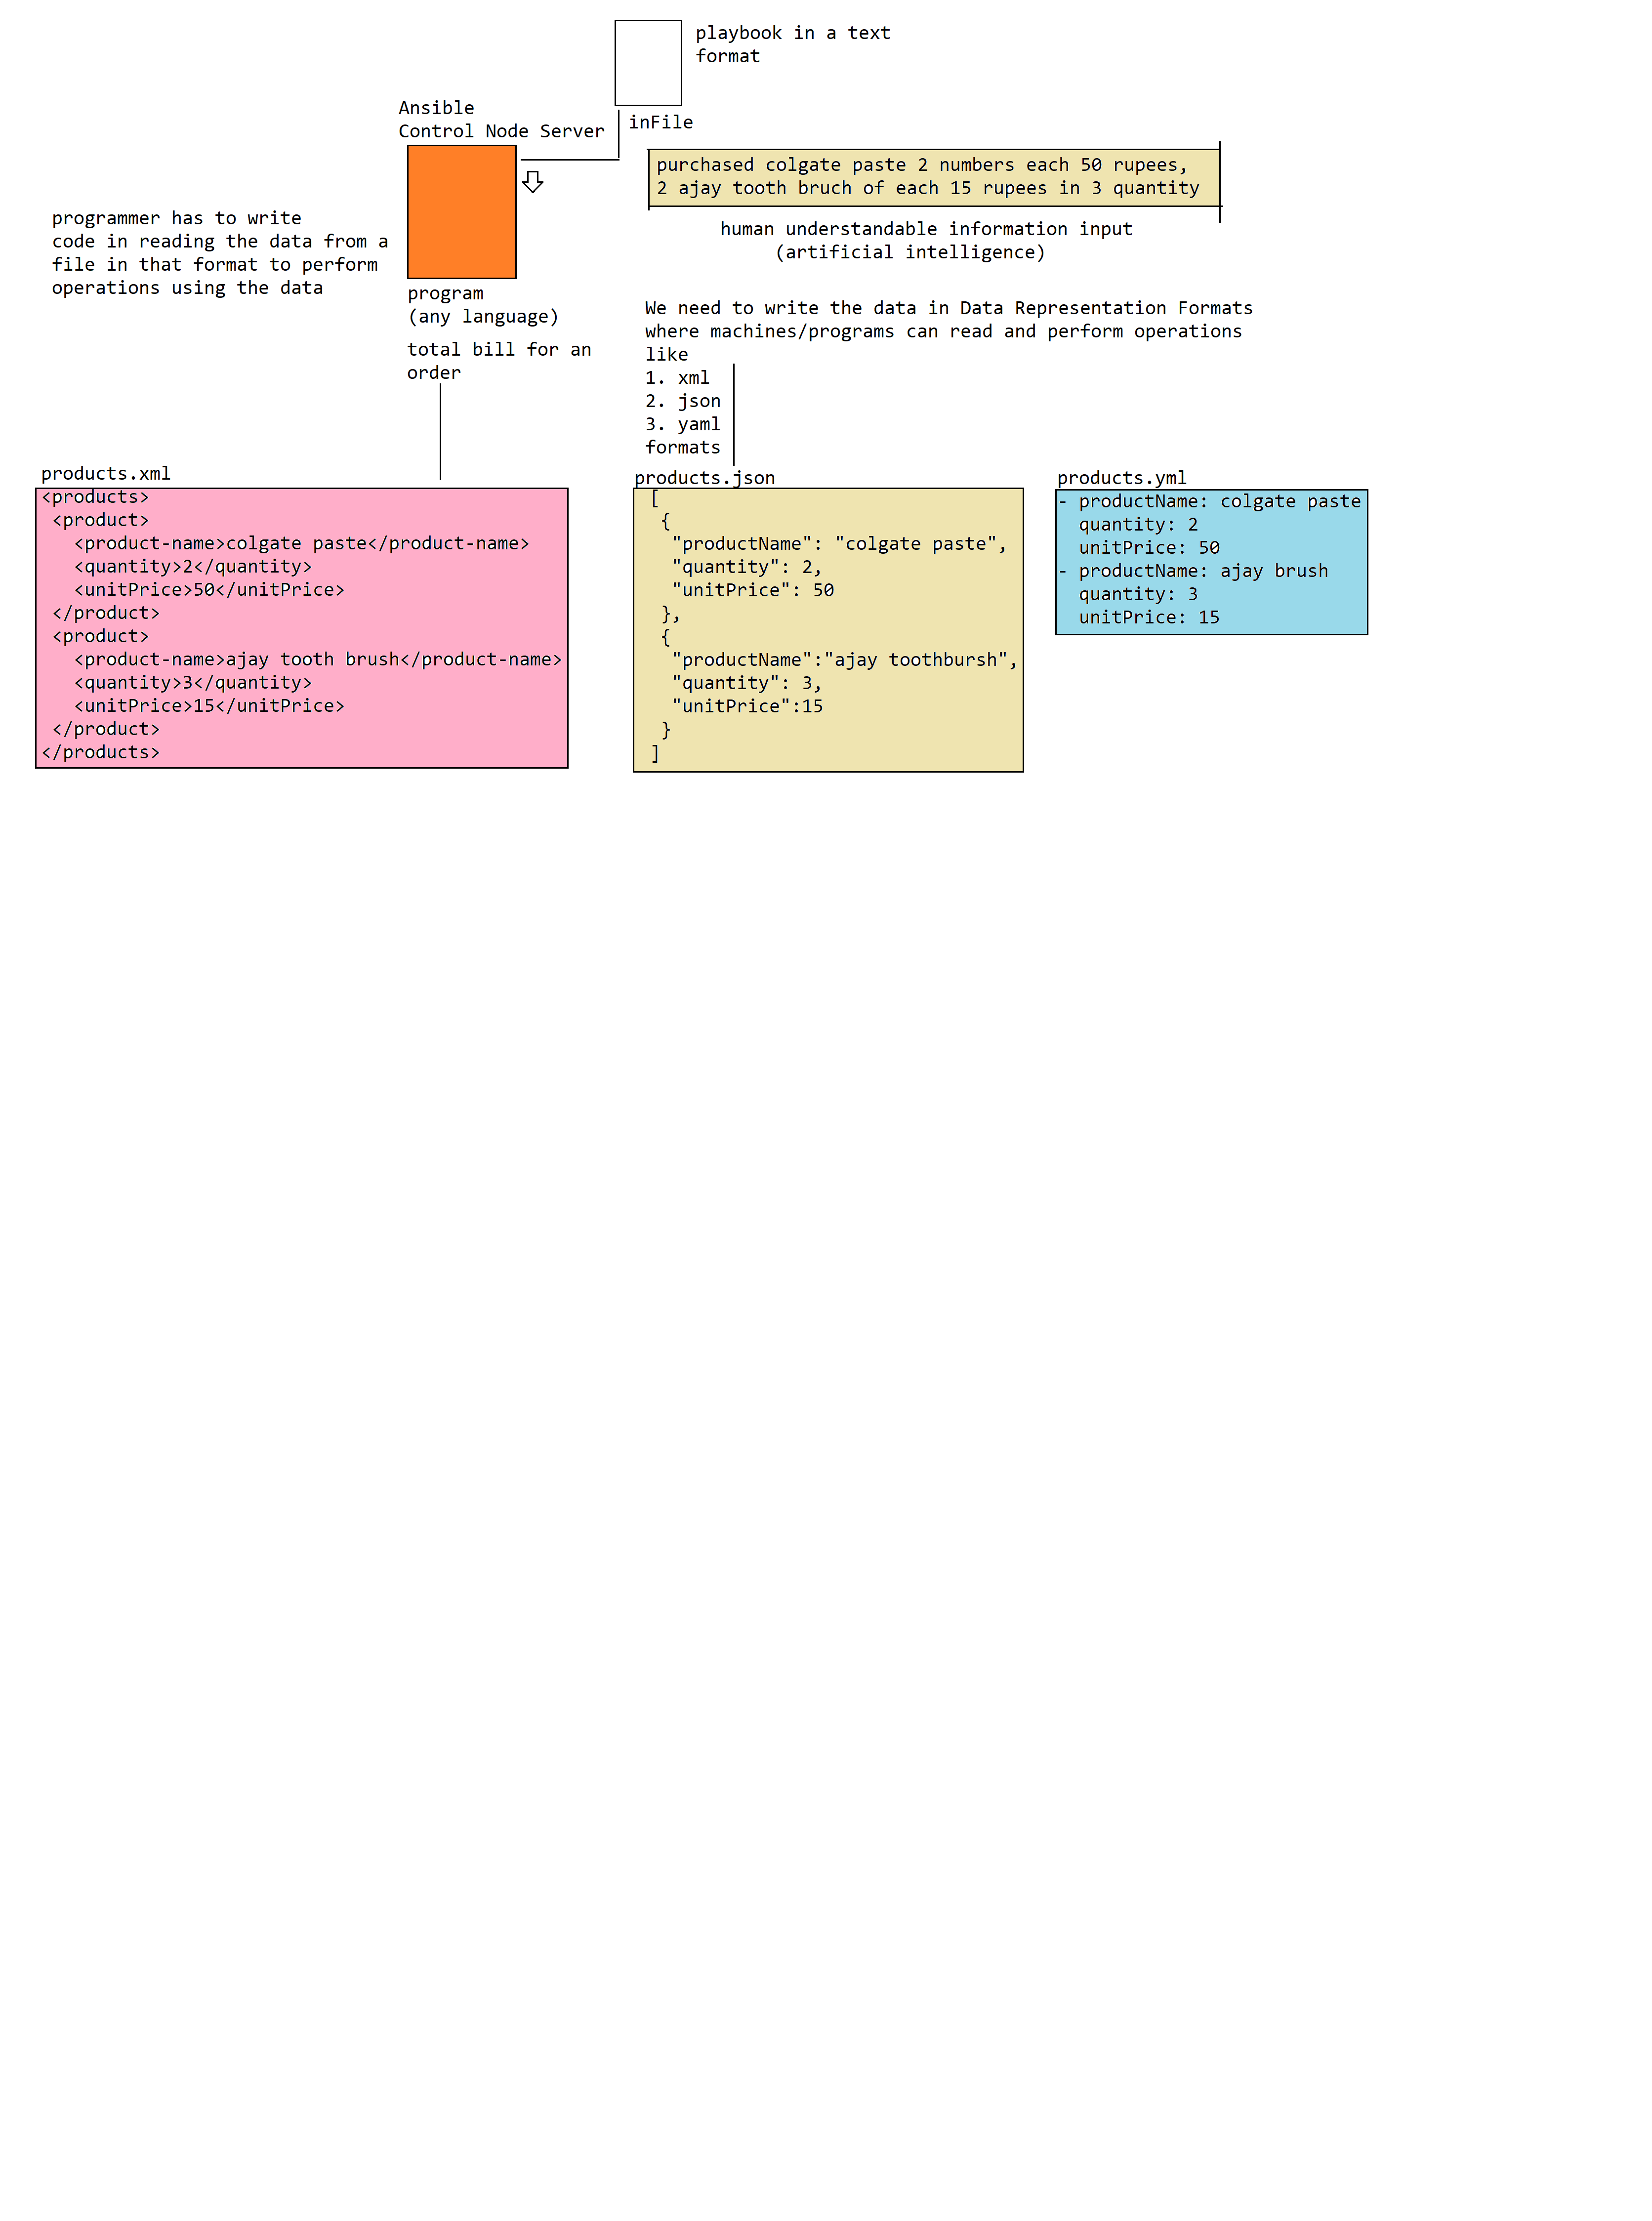 playbook in a text
format
inFile
Ansible
Control Node Server
purchased colgate paste 2 numbers each 50 rupees,
2 ajay tooth bruch of each 15 rupees in 3 quantity
human understandable information input
(artificial intelligence)
programmer has to write
code in reading the data from a
file in that format to perform
operations using the data
program
(any language)
total bill for an
order
We need to write the data in Data Representation Formats
where machines/programs can read and perform operations
like
1. xml
2. json
3. yaml
formats
products.xml
<products>
 <product>
   <product-name>colgate paste</product-name>
   <quantity>2</quantity>
   <unitPrice>50</unitPrice>
 </product>
 <product>
   <product-name>ajay tooth brush</product-name>
   <quantity>3</quantity>
   <unitPrice>15</unitPrice>
 </product>
</products>
products.json
[
 {
  "productName": "colgate paste",
  "quantity": 2,
  "unitPrice": 50
 },
 {
  "productName":"ajay toothbursh",
  "quantity": 3,
  "unitPrice":15
 }
]
products.yml
- productName: colgate paste
  quantity: 2
  unitPrice: 50
- productName: ajay brush
  quantity: 3
  unitPrice: 15